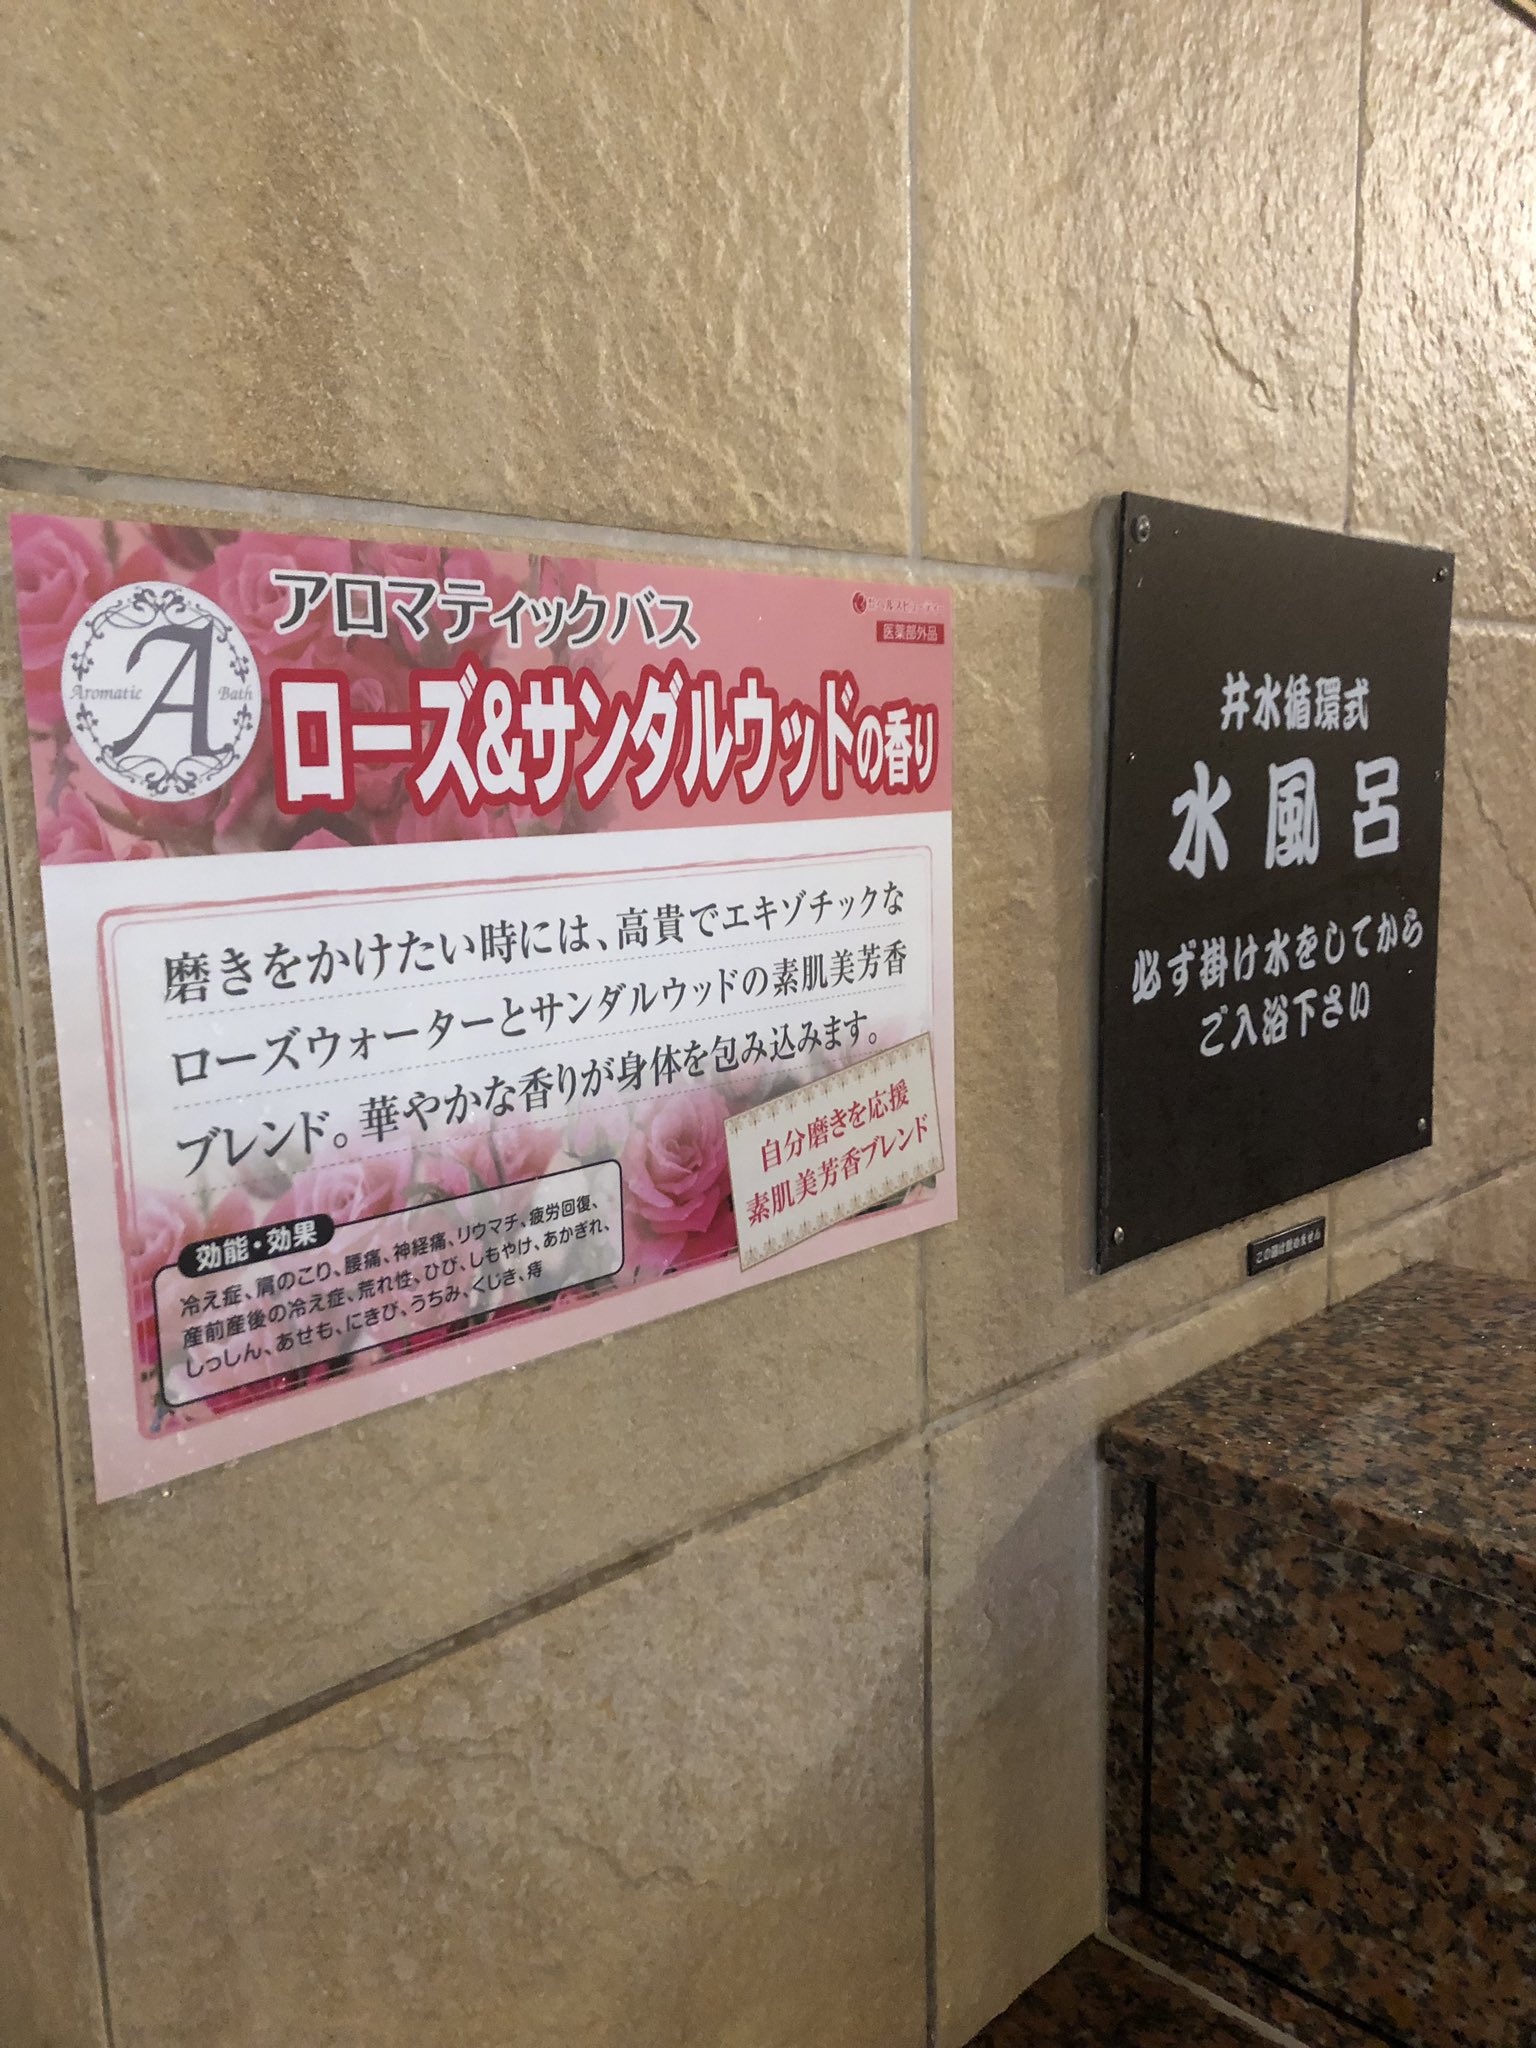 アロマティックバス
Aromatic A Bath
医薬部外品
ローズ&サンダルウッドの香り
磨きをかけたい時には、高貴でエキゾチックな
ローズウォーターとサンダルウッドの素肌美芳香
ブレンド。華やかな香りが身体を包み込みます。
自分磨きを応援
素肌美芳香ブレンド
効能・効果
冷え症、肩のこり、腰痛、神経痛、リウマチ、疲労回復、
産前産後の冷え症、荒れ性、ひび、しもやけ、あかぎれ、
しっしん、あせも、にきび、うちみ、くじき、痔
井水循環式
水風呂
必ず掛け水をしてから
ご入浴下さい